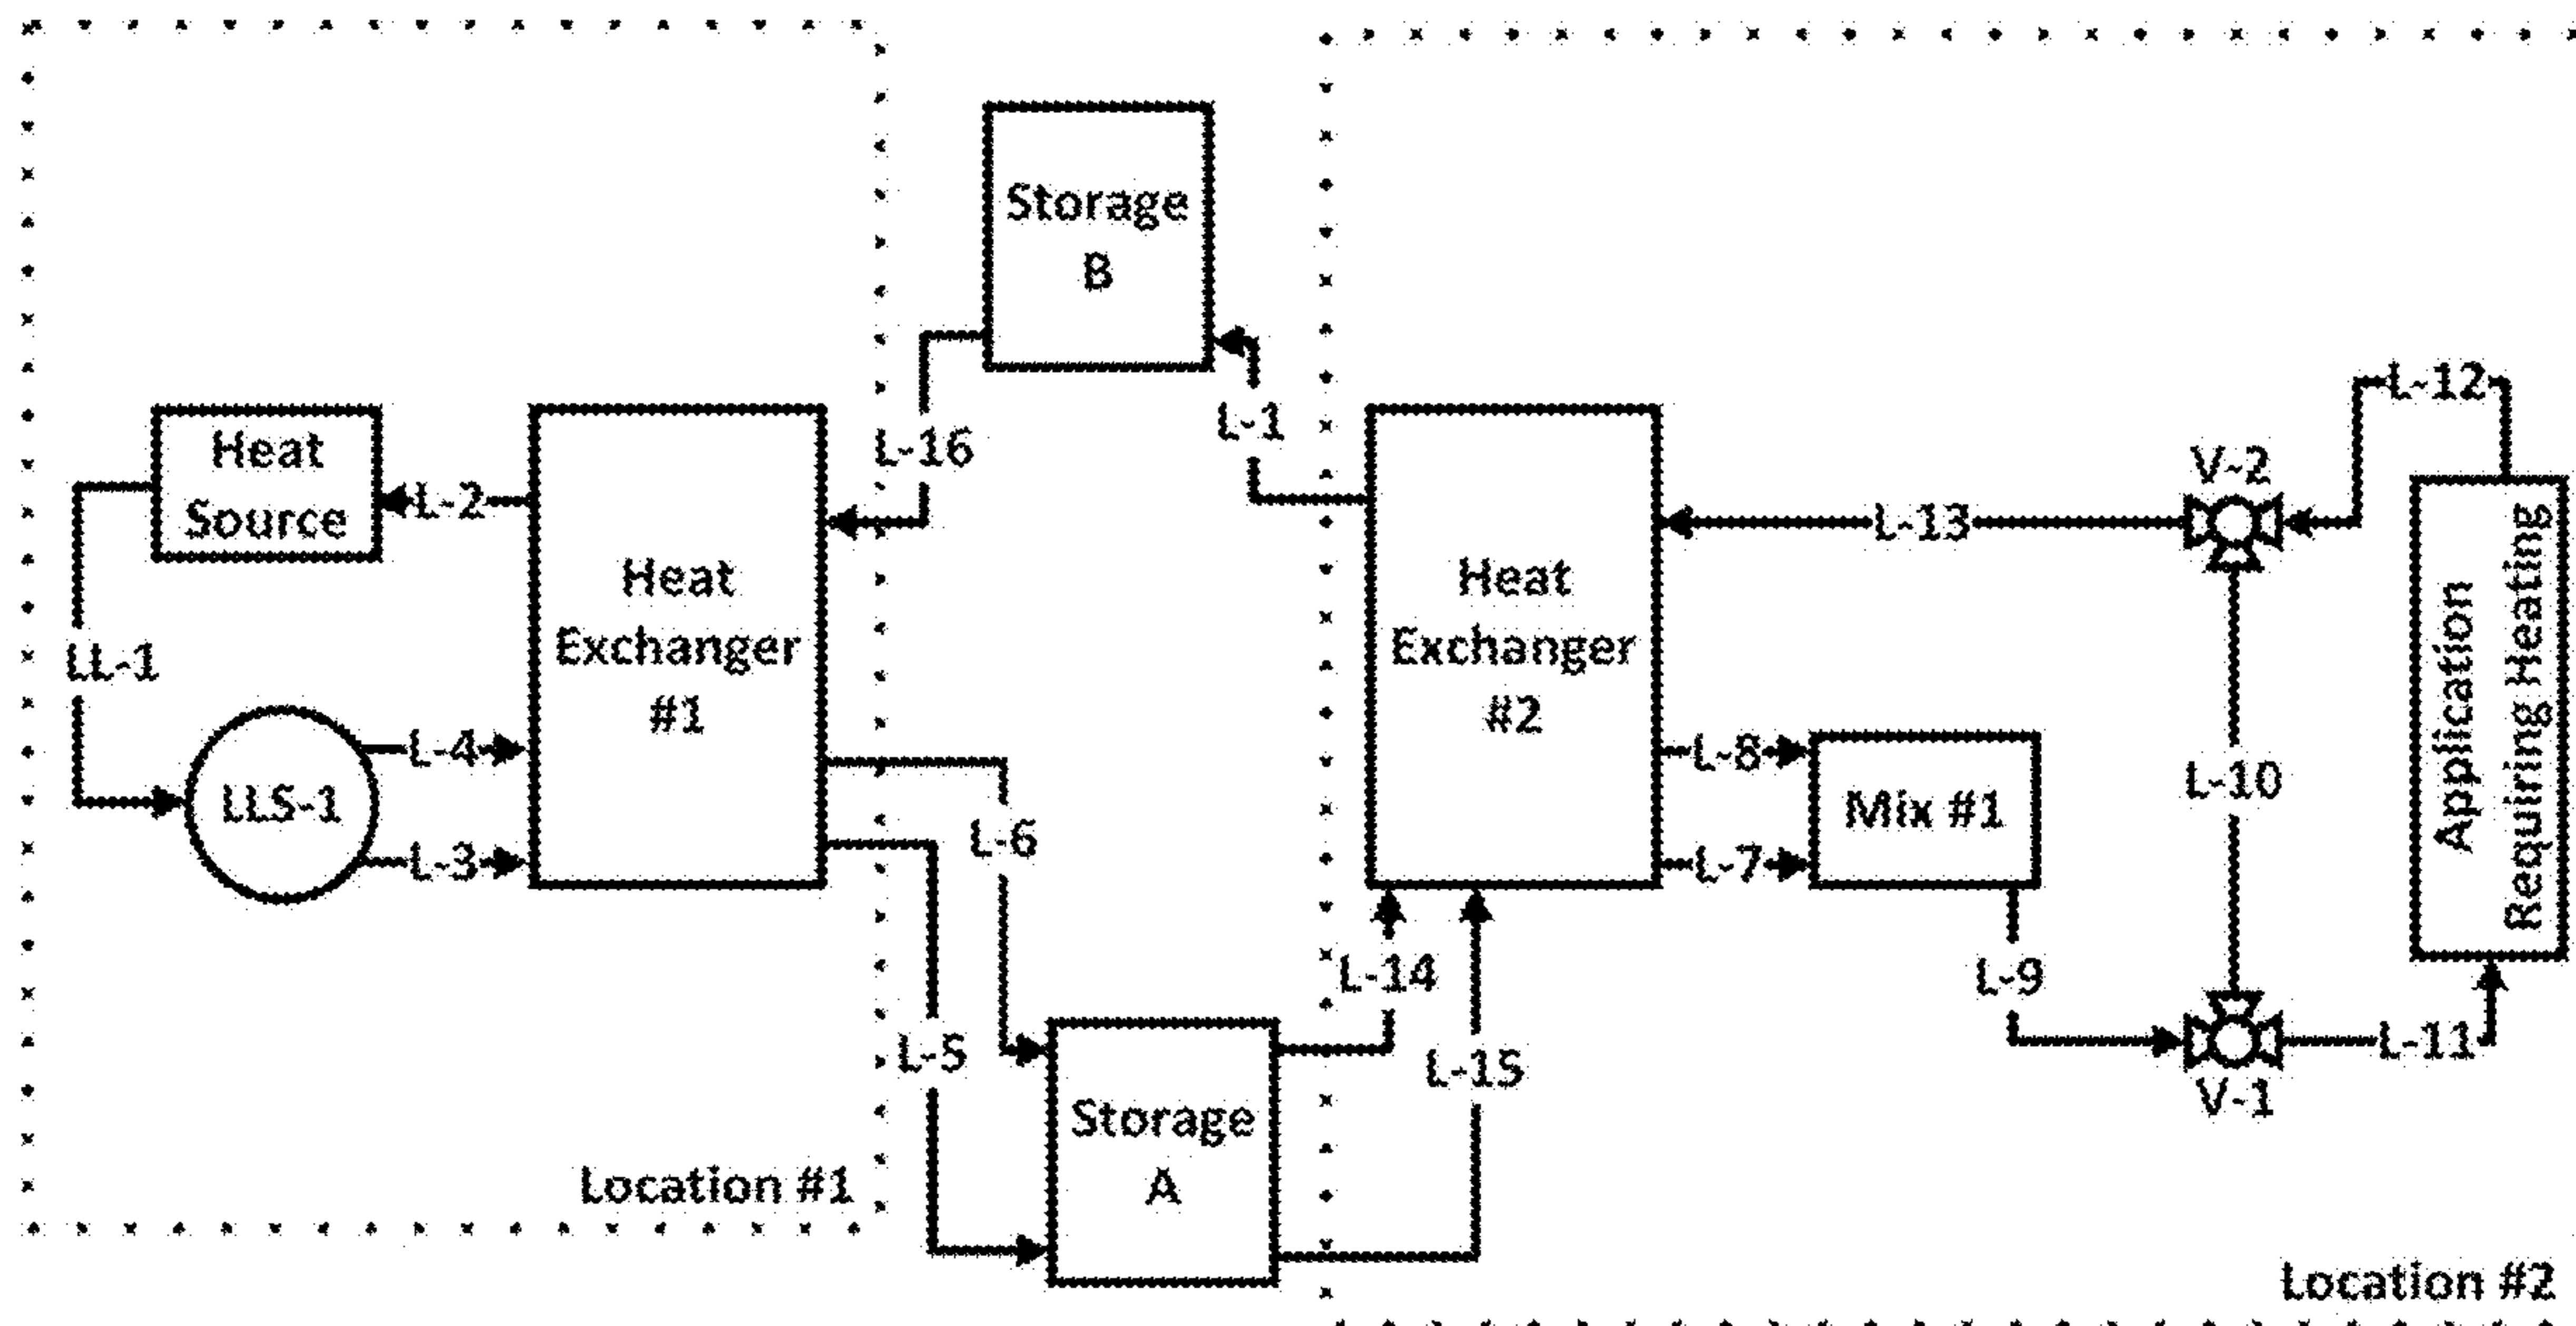 Storage
B
L-12
L-1
L-16
Heat
Source
L-2
V-2
L-13
Heat
Exchanger
#1
Heat
Exchanger
#2
Application
Requiring Heating
LL-1
L-4
LLS-1
L-3
L-8
Mix #1
L-7
L-10
L-6
L-14
L-9
L-5
L-15
L-11
V-1
Storage
A
Location #1
Location #2